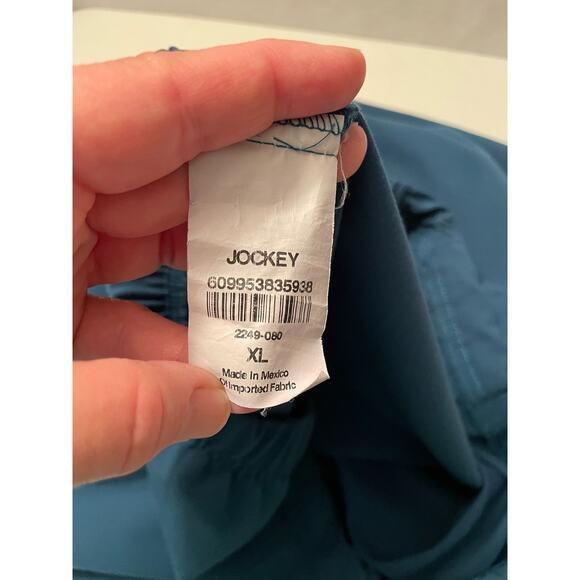 JOCKEY
609953835938
2249-080
XL
Made In Mexico
Of Imported Fabric